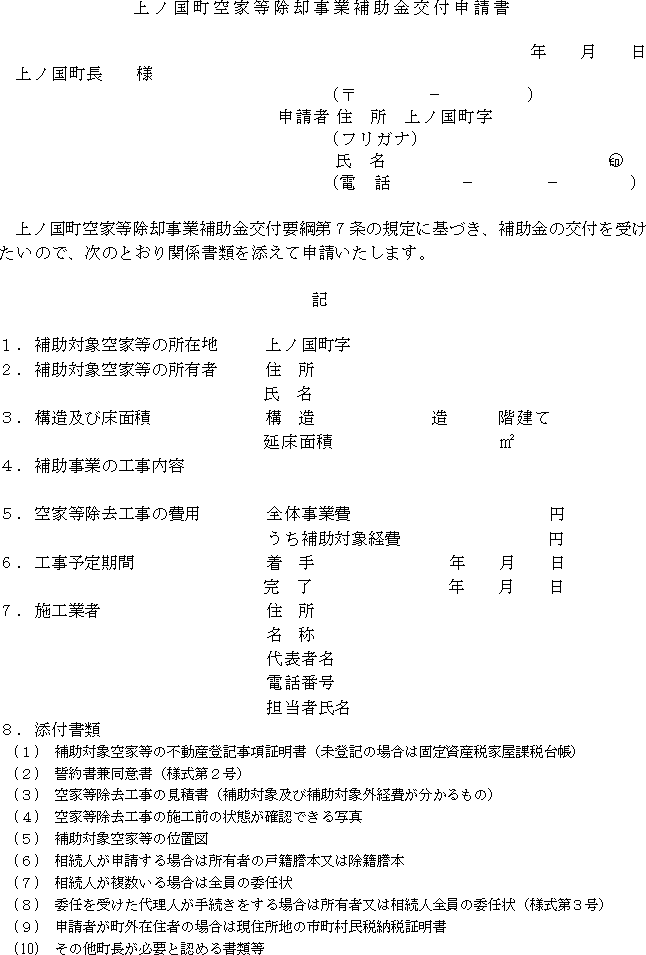 上ノ国町空家等除却事業補助金交付申請書
年　　月　　日
上ノ国町長　　様
（〒　　　　－　　　　　）
申請者 住　所　上ノ国町字
（フリガナ）
氏　名　　　　　　　　　　　　　㊞
（電　話　　　　－　　　　－　　　　）
上ノ国町空家等除却事業補助金交付要綱第７条の規定に基づき、補助金の交付を受け
たいので、次のとおり関係書類を添えて申請いたします。
記
１．補助対象空家等の所在地　　　上ノ国町字
２．補助対象空家等の所有者　　　住　所
氏　名
３．構造及び床面積　　　構　造　　　　　　　造　　　階建て
延床面積　　　　　　　　　　㎡
４．補助事業の工事内容
５．空家等除去工事の費用　　　全体事業費　　　　　　　　　　　　円
うち補助対象経費　　　　　　　　　円
６．工事予定期間　　　着　手　　　　　　　　年　　月　　日
完　了　　　　　　　　年　　月　　日
７．施工業者　　　住　所
名　称
代表者名
電話番号
担当者氏名
８．添付書類
（１）　補助対象空家等の不動産登記事項証明書（未登記の場合は固定資産税家屋課税台帳）
（２）　誓約書兼同意書（様式第２号）
（３）　空家等除去工事の見積書（補助対象及び補助対象外経費が分かるもの）
（４）　空家等除去工事の施工前の状態が確認できる写真
（５）　補助対象空家等の位置図
（６）　相続人が申請する場合は所有者の戸籍謄本又は除籍謄本
（７）　相続人が複数いる場合は全員の委任状
（８）　委任を受けた代理人が手続きをする場合は所有者又は相続人全員の委任状（様式第３号）
（９）　申請者が町外在住者の場合は現住所地の市町村民税納税証明書
（10）　その他町長が必要と認める書類等